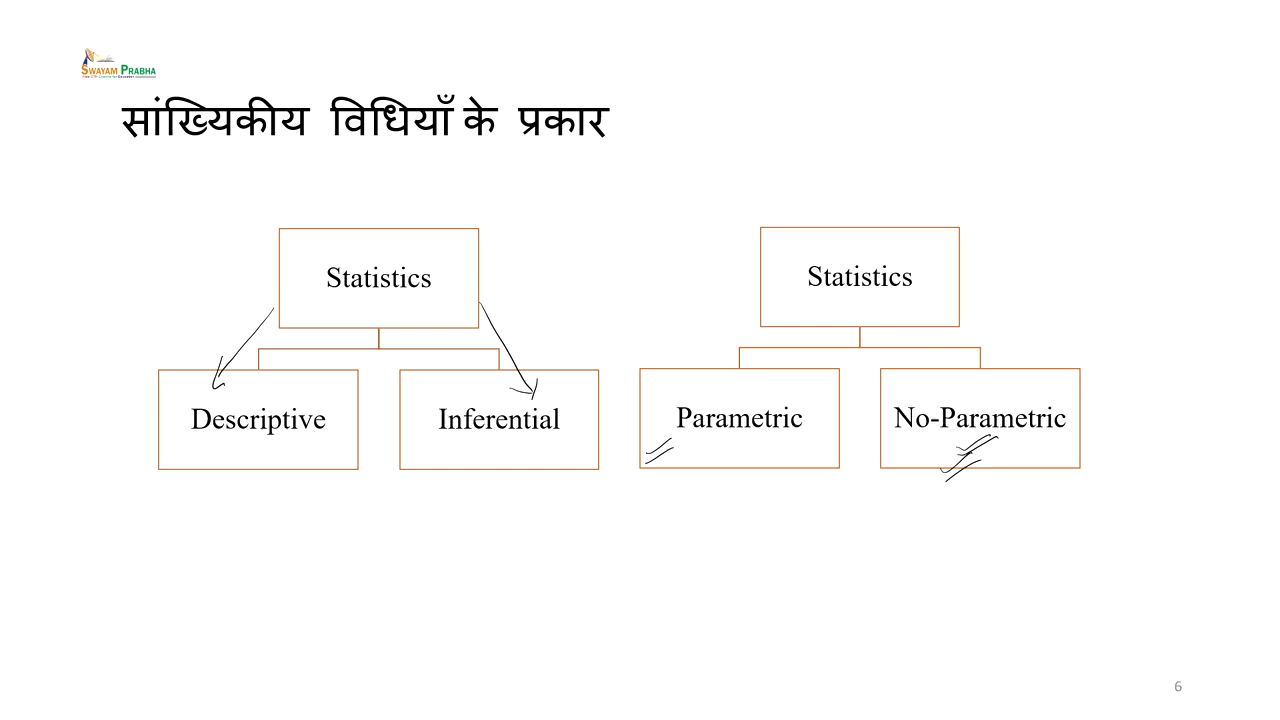 SWAYAM PRABHA
सांख्यिकीय विधियाँ के प्रकार
Statistics
Descriptive
Inferential
Statistics
Parametric
No-Parametric
6